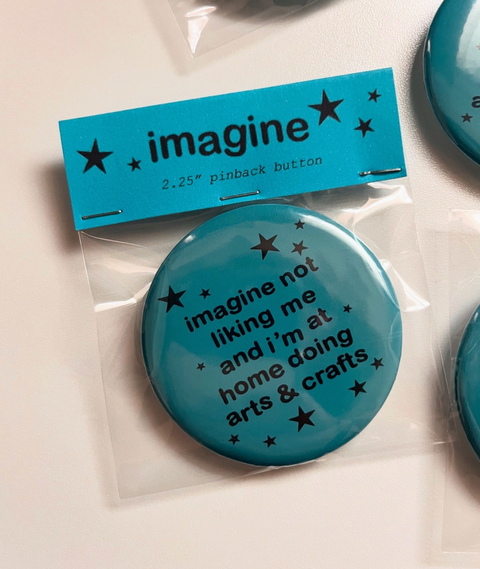 imagine
2.25" pinback button
imagine not
liking me
and i'm at
home doing
arts & crafts